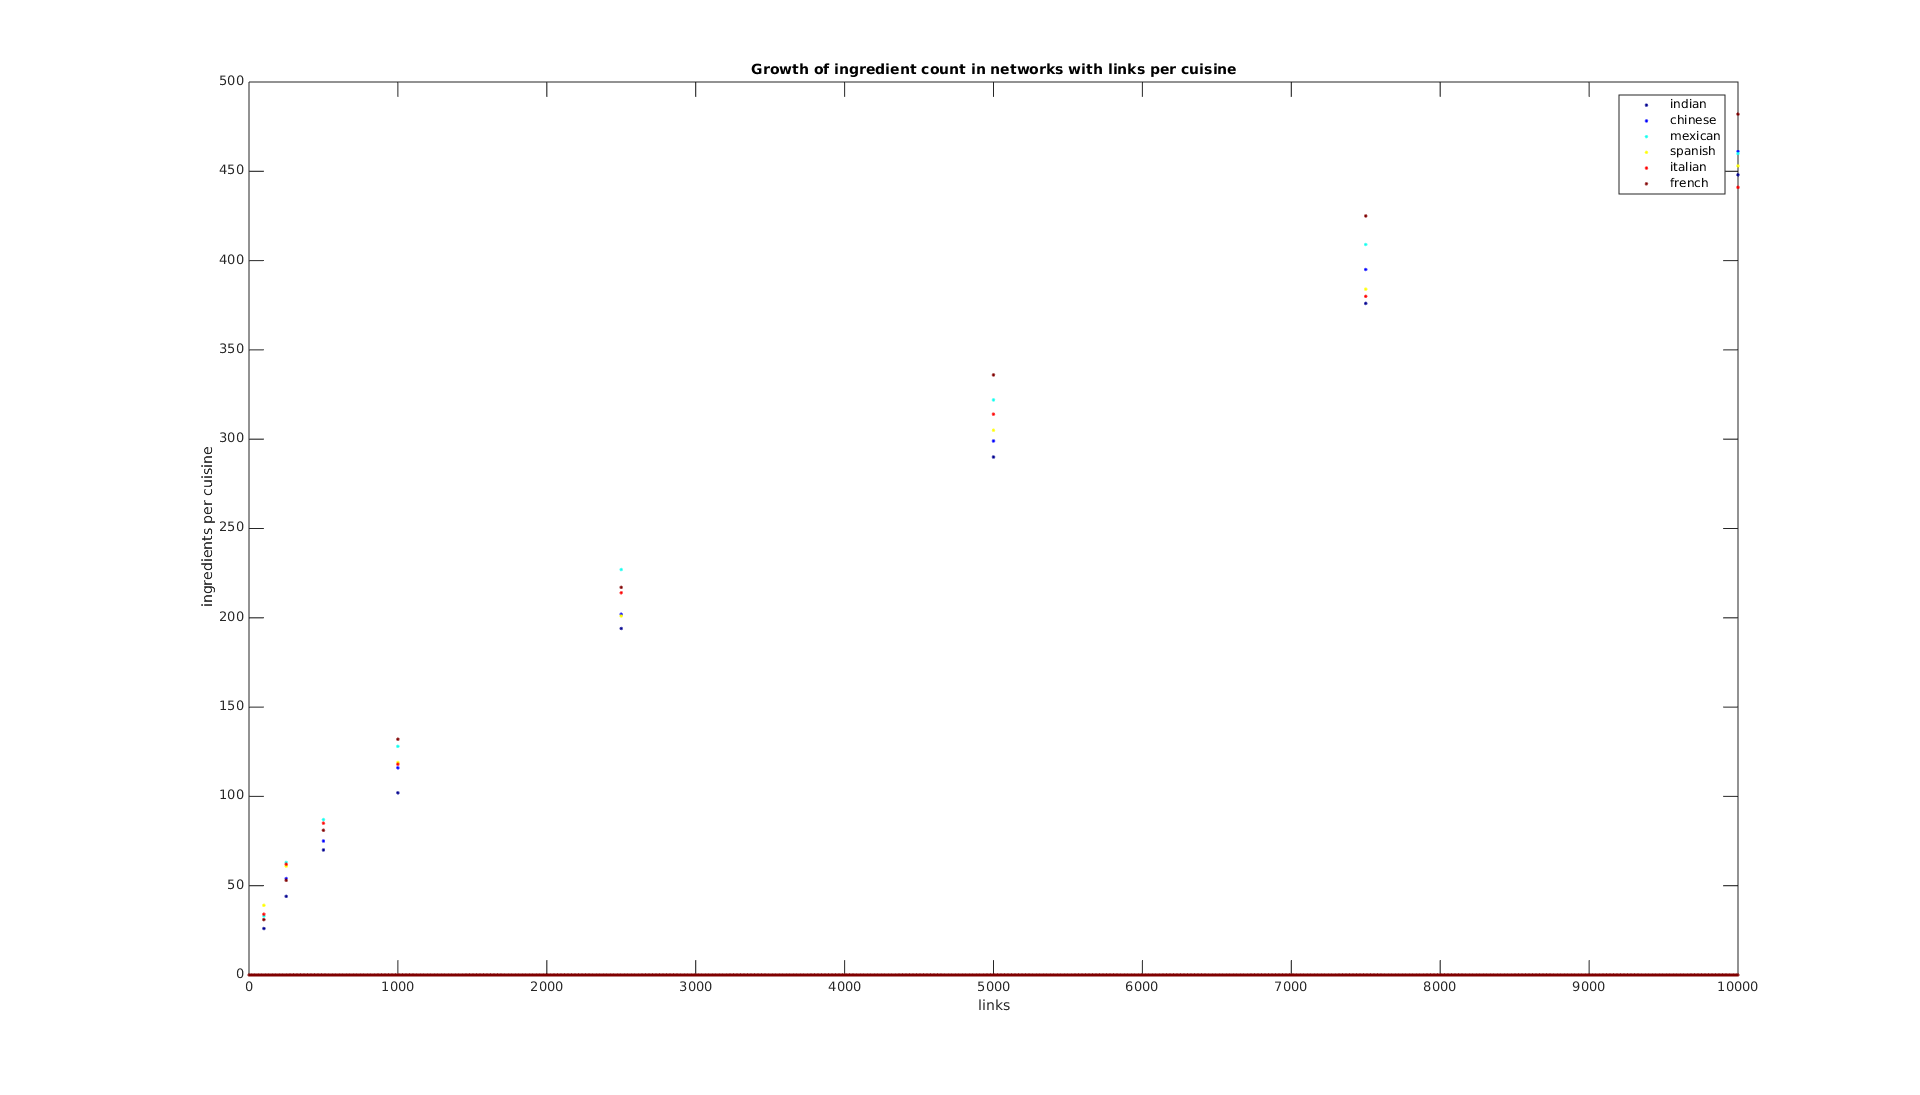 Growth of ingredient count in networks with links per cuisine
500
450
400
350
300
250
200
150
100
50
0
ingredients per cuisine
indian
chinese
mexican
spanish
italian
french
0 1000 2000 3000 4000 5000 6000 7000 8000 9000 10000
links